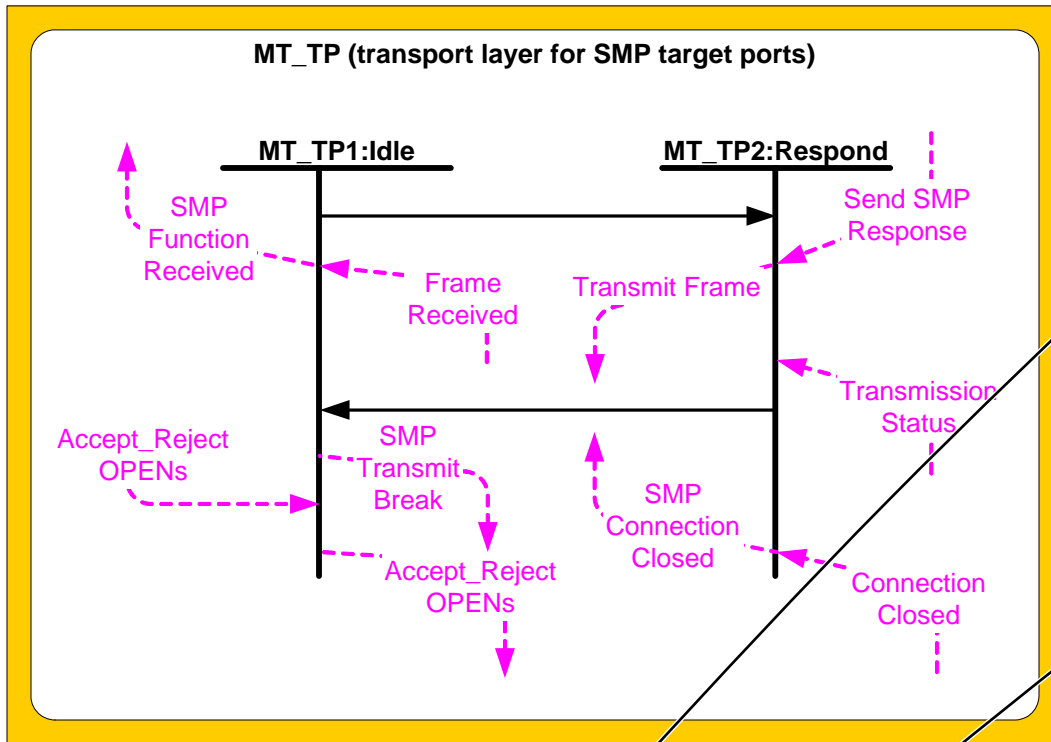 MT_TP (transport layer for SMP target ports)
MT_TP1:Idle
MT_TP2:Respond
SMP
Function
Received
Send SMP
Response
Frame
Received
Transmit Frame
Transmission
Status
Accept_Reject
OPENs
SMP
Transmit
Break
SMP
Connection
Closed
Accept_Reject
OPENs
Connection
Closed